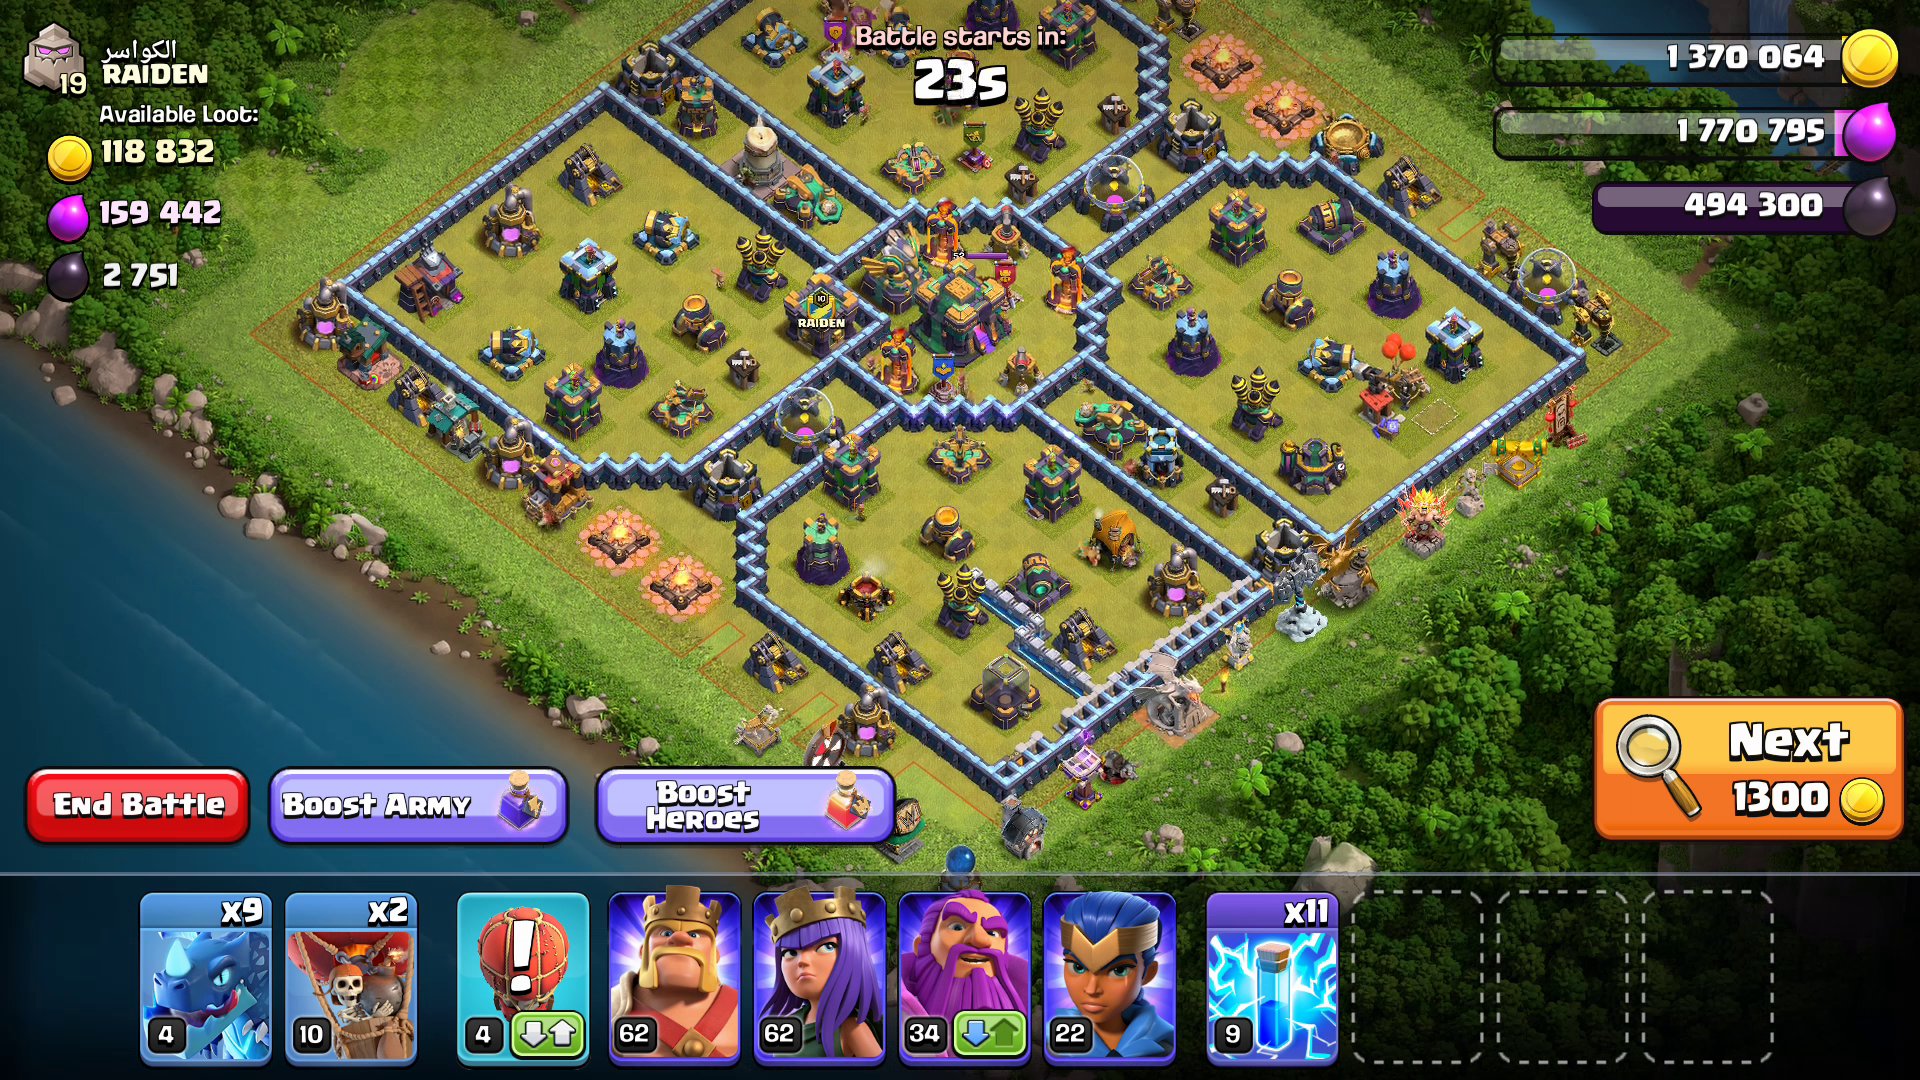 19
الكواسر
RAIDEN
Available Loot:
118 832
159 442
2 751
Battle starts in:
23s
1 370 064
1 770 795
494 300
10
RAIDEN
End Battle
Boost Army
Boost
Heroes
Next
1300
x9
4
x2
10
!
4
62
62
34
22
x11
9